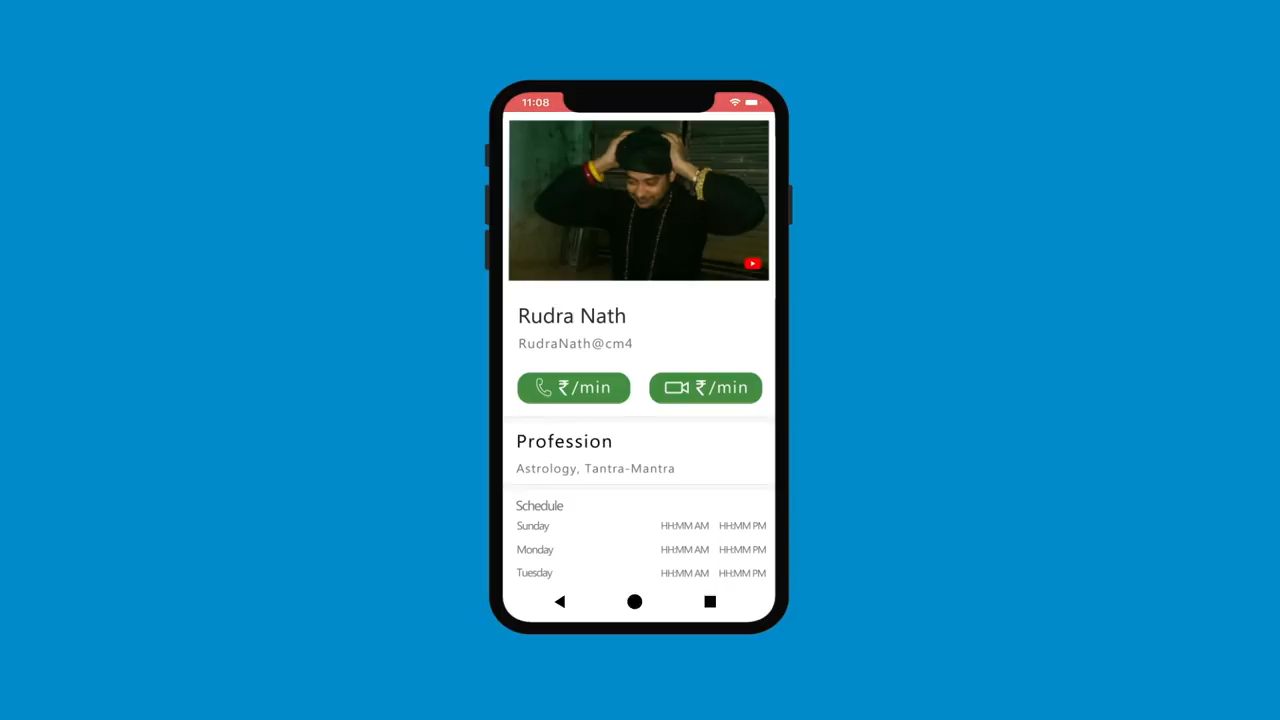 11:08
Rudra Nath
RudraNath@cm4
₹/min ₹/min
Profession
Astrology, Tantra-Mantra
Schedule
Sunday HH:MM AM HH:MM PM
Monday HH:MM AM HH:MM PM
Tuesday HH:MM AM HH:MM PM